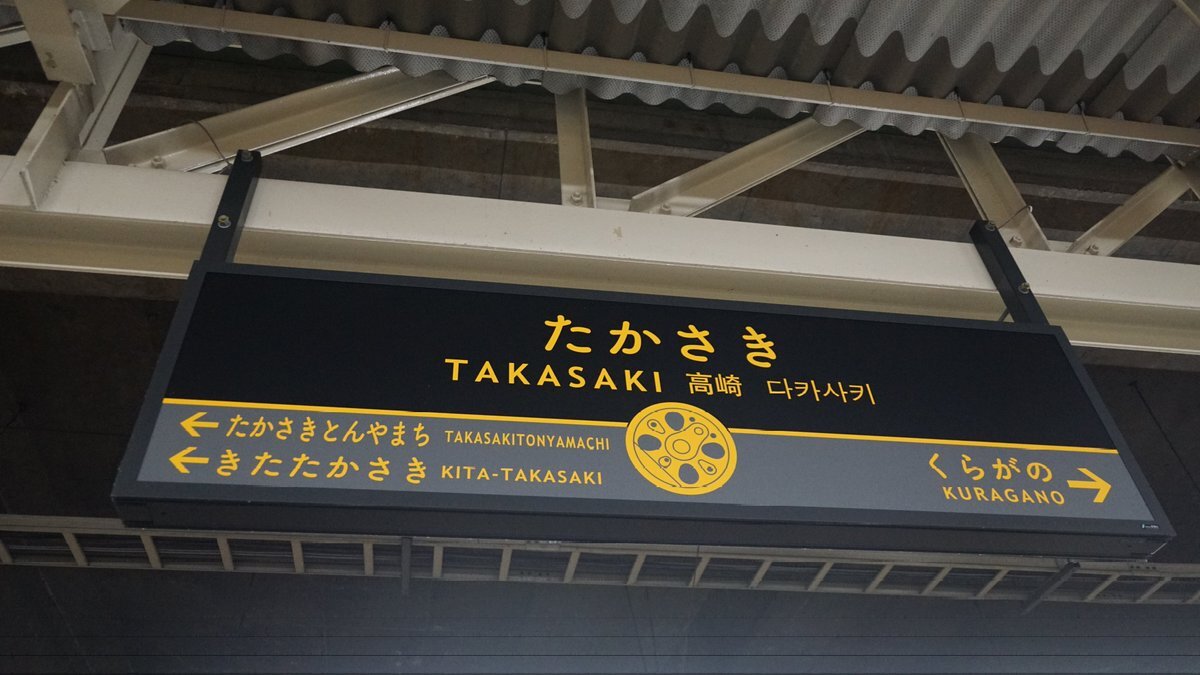 たかさき
TAKASAKI 高崎 다카사키
← たかさきとんやまち TAKASAKITONYAMACHI
← きたたかさき KITA-TAKASAKI
くらがの →
KURAGANO